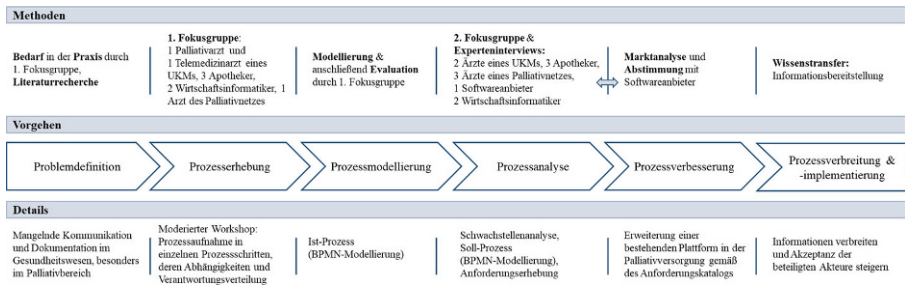 Methoden
Bedarf in der Praxis durch
1. Fokusgruppe,
Literaturrecherche
1. Fokusgruppe:
1 Palliativarzt und
1 Telemedizinarzt eines
UKMs, 3 Apotheker,
2 Wirtschaftsinformatiker, 1
Arzt des Palliativnetzes
Modellierung &
anschließend Evaluation
durch 1. Fokusgruppe
2. Fokusgruppe &
Experteninterviews:
2 Ärzte eines UKMs, 3 Apotheker,
3 Ärzte eines Palliativnetzes,
1 Softwareanbieter
2 Wirtschaftsinformatiker
Marktanalyse und
Abstimmung mit
Softwareanbieter
Wissenstransfer:
Informationsbereitstellung
Vorgehen
Problemdefinition
Prozesserhebung
Prozessmodellierung
Prozessanalyse
Prozessverbesserung
Prozessverbreitung &
-implementierung
Details
Mangelnde Kommunikation
und Dokumentation im
Gesundheitswesen, besonders
im Palliativbereich
Moderierter Workshop:
Prozessaufnahme in
einzelnen Prozessschritten,
deren Abhängigkeiten und
Verantwortungsverteilung
Ist-Prozess
(BPMN-Modellierung)
Schwachstellenanalyse,
Soll-Prozess
(BPMN-Modellierung),
Anforderungserhebung
Erweiterung einer
bestehenden Plattform in der
Palliativversorgung gemäß
des Anforderungskatalogs
Informationen verbreiten
und Akzeptanz der
beteiligten Akteure steigern